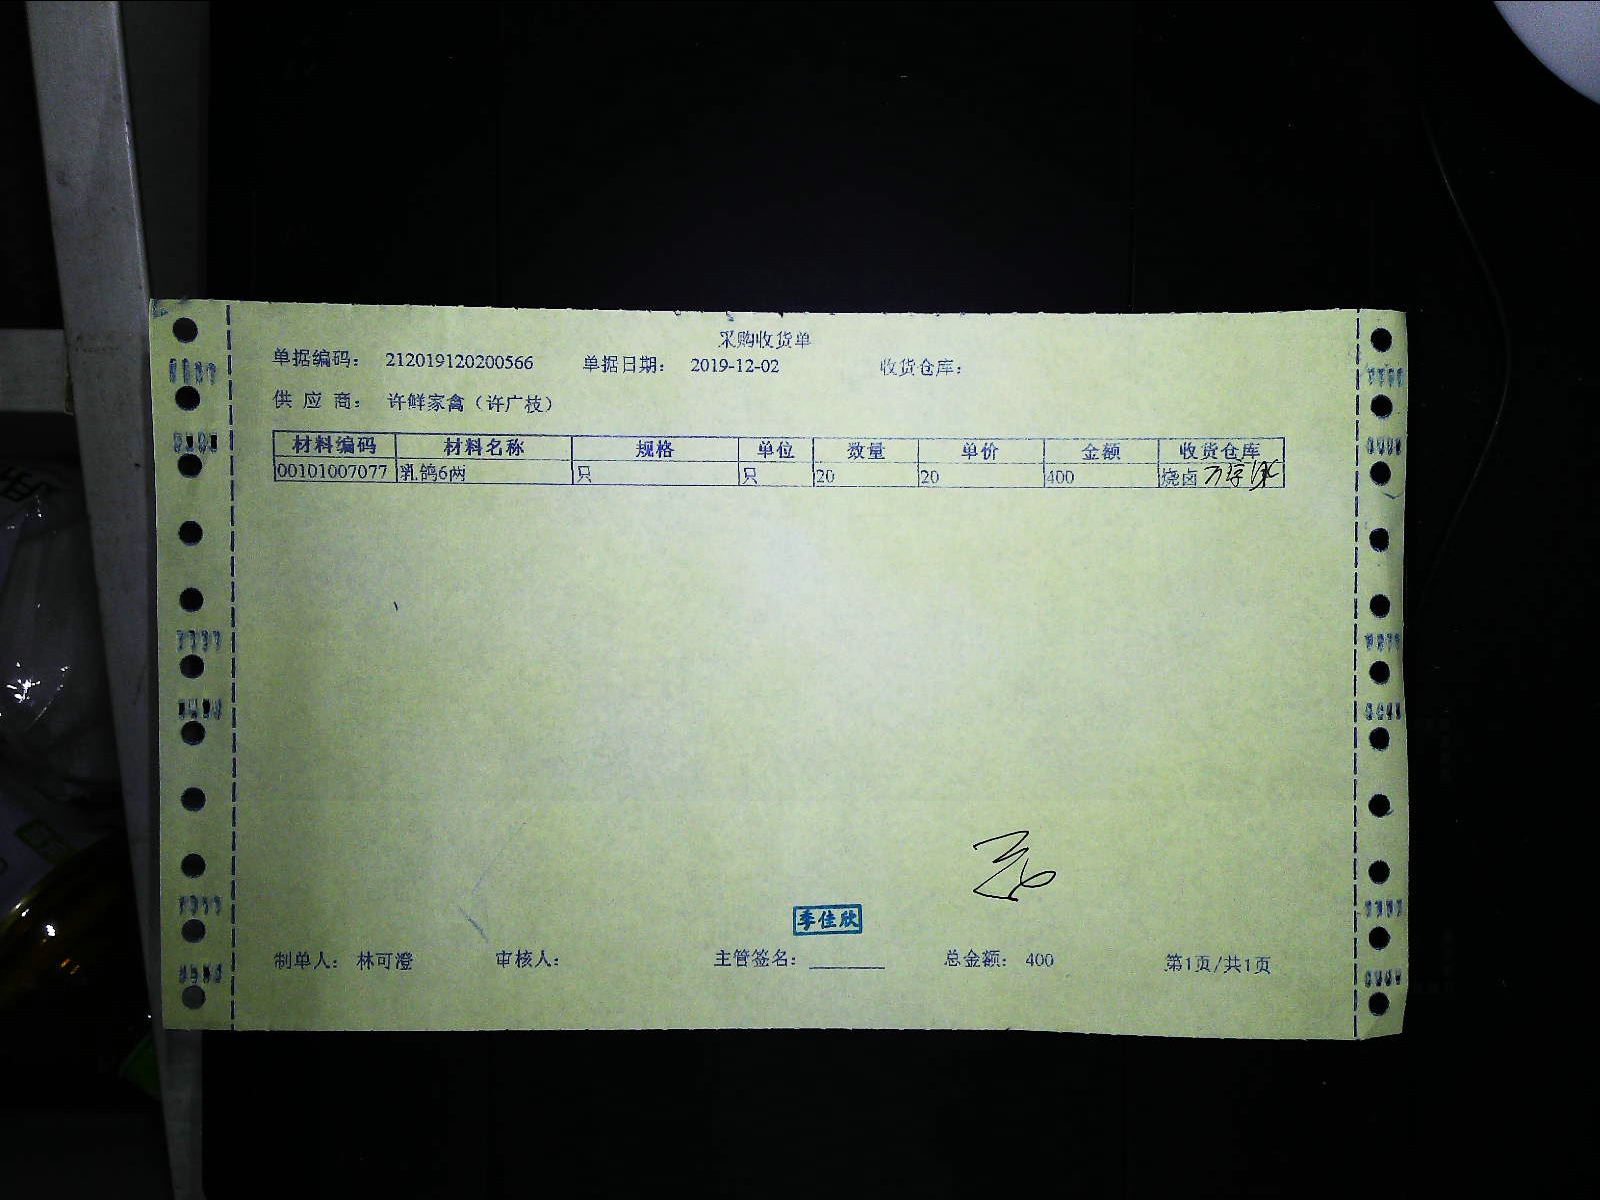 采购收货单
单据编码： 212019120200566 单据日期： 2019-12-02 收货仓库：
供 应 商： 许鲜家禽（许广枝）
材料编码 材料名称 规格 单位 数量 单价 金额 收货仓库
00101007077 乳鸽6两 只 只 20 20 400 烧卤
季佳欣
制单人： 林可澄 审核人： 主管签名： 总金额： 400 第1页/共1页